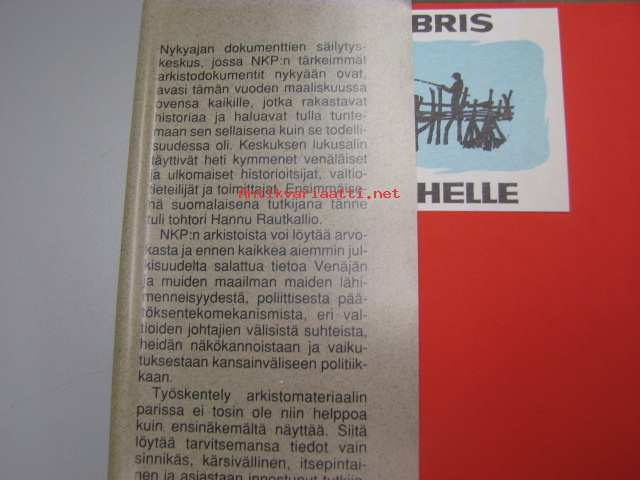 Nykyajan dokumenttien säilytys-
keskus, jossa NKP:n tärkeimmät
arkistodokumentit nykyään ovat,
avasi tämän vuoden maaliskuussa
ovensa kaikille, jotka rakastavat
historiaa ja haluavat tulla tunte-
maan sen sellaisena kuin se todelli-
suudessa oli. Keskuksen lukusalin
täyttivät heti kymmenet venäläiset
ja ulkomaiset historioitsijat, valtio-
tieteilijät ja toimittajat. Ensimmäise-
nä suomalaisena tutkijana tänne
tuli tohtori Hannu Rautkallio.
NKP:n arkistoista voi löytää arvo-
kasta ja ennen kaikkea aiemmin jul-
kisuudelta salattua tietoa Venäjän
ja muiden maailman maiden lähi-
menneisyydestä, poliittisesta pää-
töksentekomekanismista, eri val-
tioiden johtajien välisistä suhteista,
heidän näkökannoistaan ja vaiku-
tuksestaan kansainväliseen politiik-
kaan.
Työskentely arkistomateriaalin
parissa ei tosin ole niin helppoa
kuin ensinäkemältä näyttää. Siitä
löytää tarvitsemansa tiedot vain
sinnikäs, kärsivällinen, itsepintai-
nen ja asiastaan innostunut tutkija
BRIS
HELLE
Antiikvariaatti.net